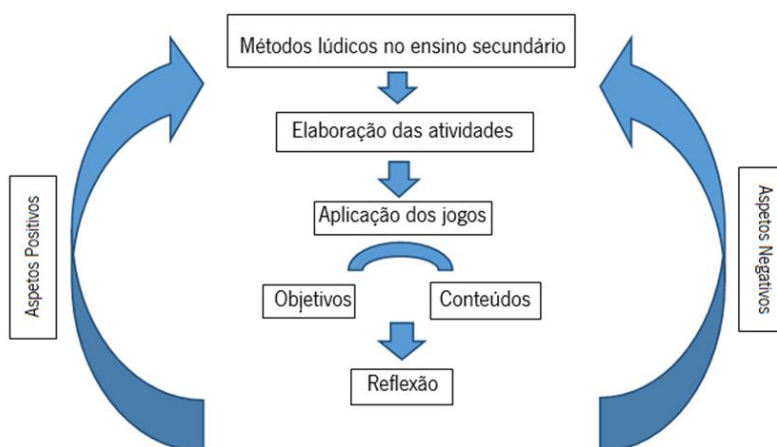 Métodos lúdicos no ensino secundário
Elaboração das atividades
Aplicação dos jogos
Objetivos
Conteúdos
Reflexão
Aspetos Positivos
Aspetos Negativos